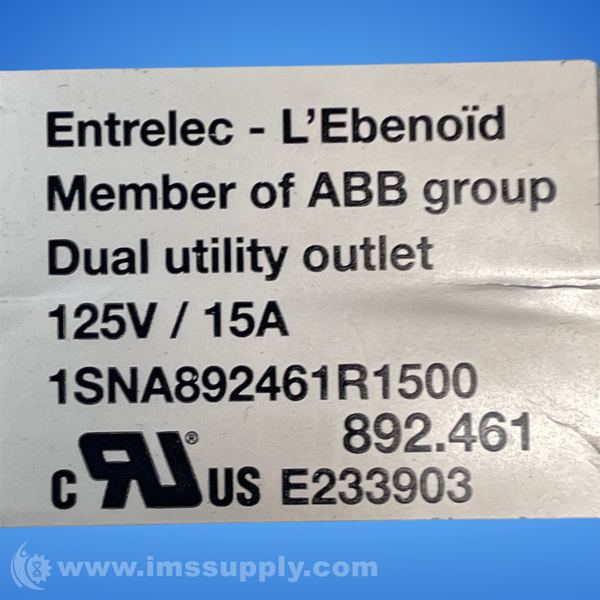 Entrelec - L'Ebenoïd
Member of ABB group
Dual utility outlet
125V / 15A
1SNA892461R1500
892.461
c RU® US E233903
www.imssupply.com